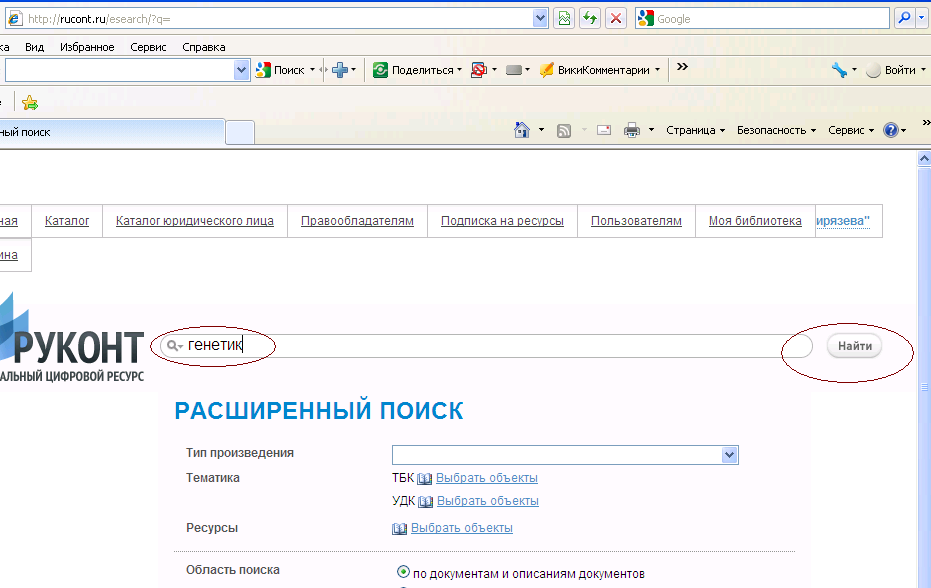 http://rucont.ru/esearch/?q=
Google
ка Вид Избранное Сервис Справка
Поиск Поделиться ВикиКомментарии Войти
ный поиск
Страница Безопасность Сервис
ная Каталог Каталог юридического лица Правообладателям Подписка на ресурсы Пользователям Моя библиотека ирязева"
ина
РУКОНТ
АЛЬНЫЙ ЦИФРОВОЙ РЕСУРС
генетик
Найти
РАСШИРЕННЫЙ ПОИСК
Тип произведения
Тематика ТБК Выбрать объекты
УДК Выбрать объекты
Ресурсы Выбрать объекты
Область поиска по документам и описаниям документов